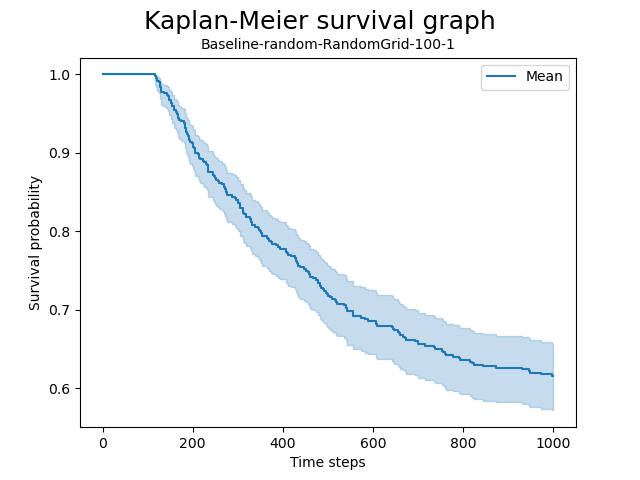 Kaplan-Meier survival graph
Baseline-random-RandomGrid-100-1
Mean
Survival probability
1.0
0.9
0.8
0.7
0.6
0 200 400 600 800 1000
Time steps